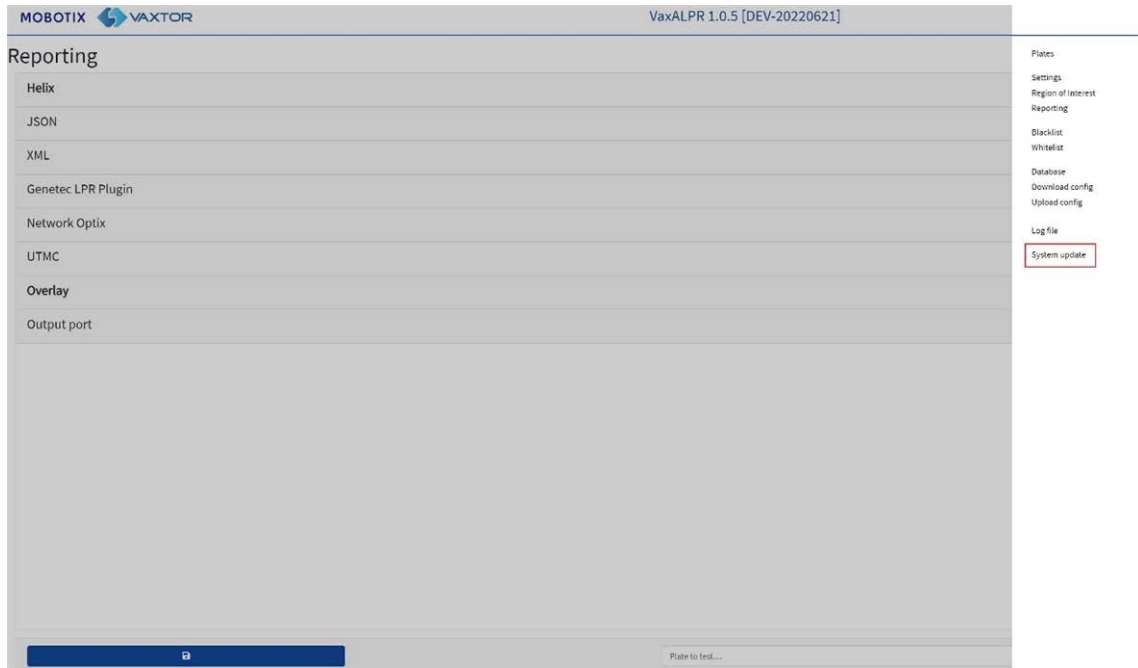 MOBOTIX VAXTOR
VaxALPR 1.0.5 [DEV-20220621]
Reporting
Helix
JSON
XML
Genetec LPR Plugin
Network Optix
UTMC
Overlay
Output port
Plate to test....
Plates
Settings
Region of Interest
Reporting
Blacklist
Whitelist
Database
Download config
Upload config
Log file
System update